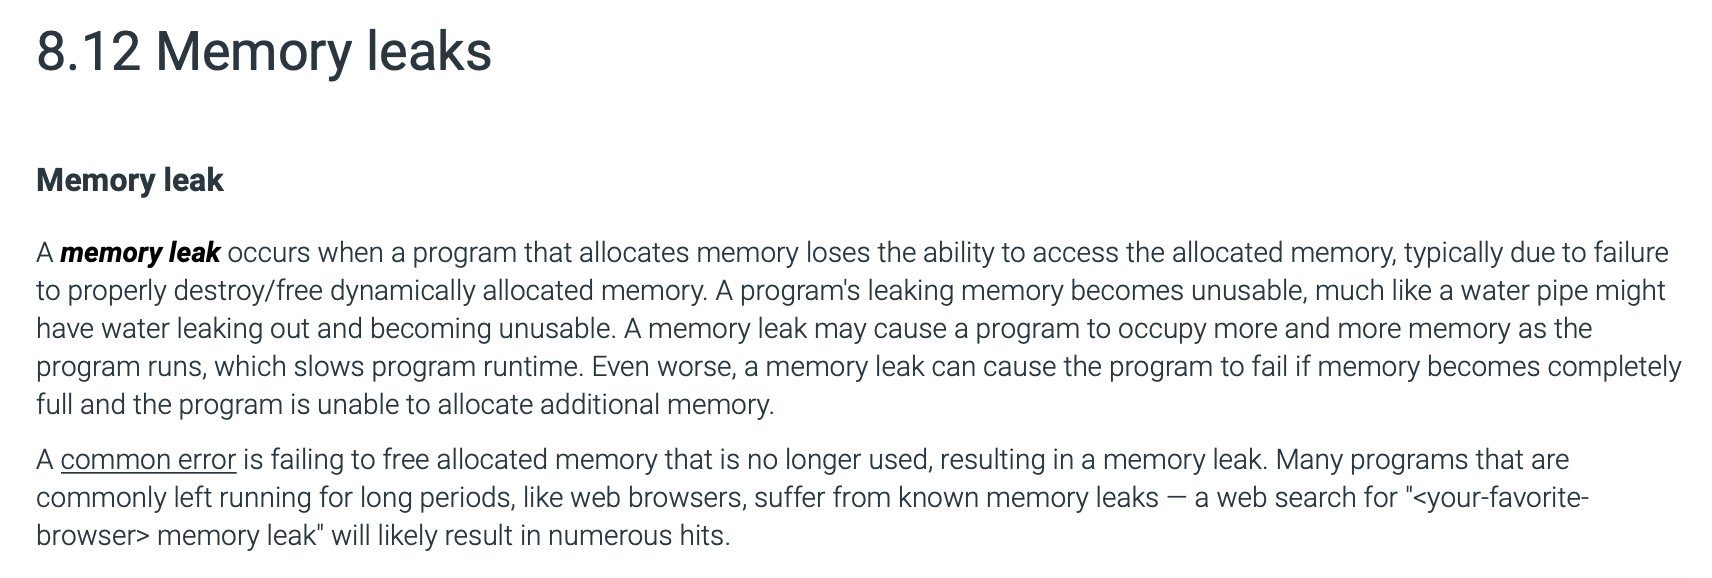 8.12 Memory leaks
Memory leak
A memory leak occurs when a program that allocates memory loses the ability to access the allocated memory, typically due to failure
to properly destroy/free dynamically allocated memory. A program's leaking memory becomes unusable, much like a water pipe might
have water leaking out and becoming unusable. A memory leak may cause a program to occupy more and more memory as the
program runs, which slows program runtime. Even worse, a memory leak can cause the program to fail if memory becomes completely
full and the program is unable to allocate additional memory.
A common error is failing to free allocated memory that is no longer used, resulting in a memory leak. Many programs that are
commonly left running for long periods, like web browsers, suffer from known memory leaks — a web search for "<your-favorite-
browser> memory leak" will likely result in numerous hits.